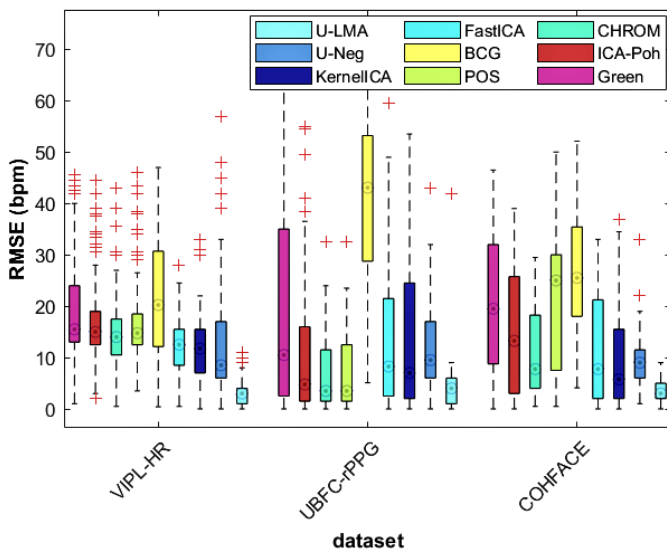 U-LMA FastICA CHROM
U-Neg BCG ICA-Poh
KernelICA POS Green
70
60
50
40
30
20
10
0
RMSE (bpm)
VIPL-HR
UBFC-rPPG
COHFACE
dataset